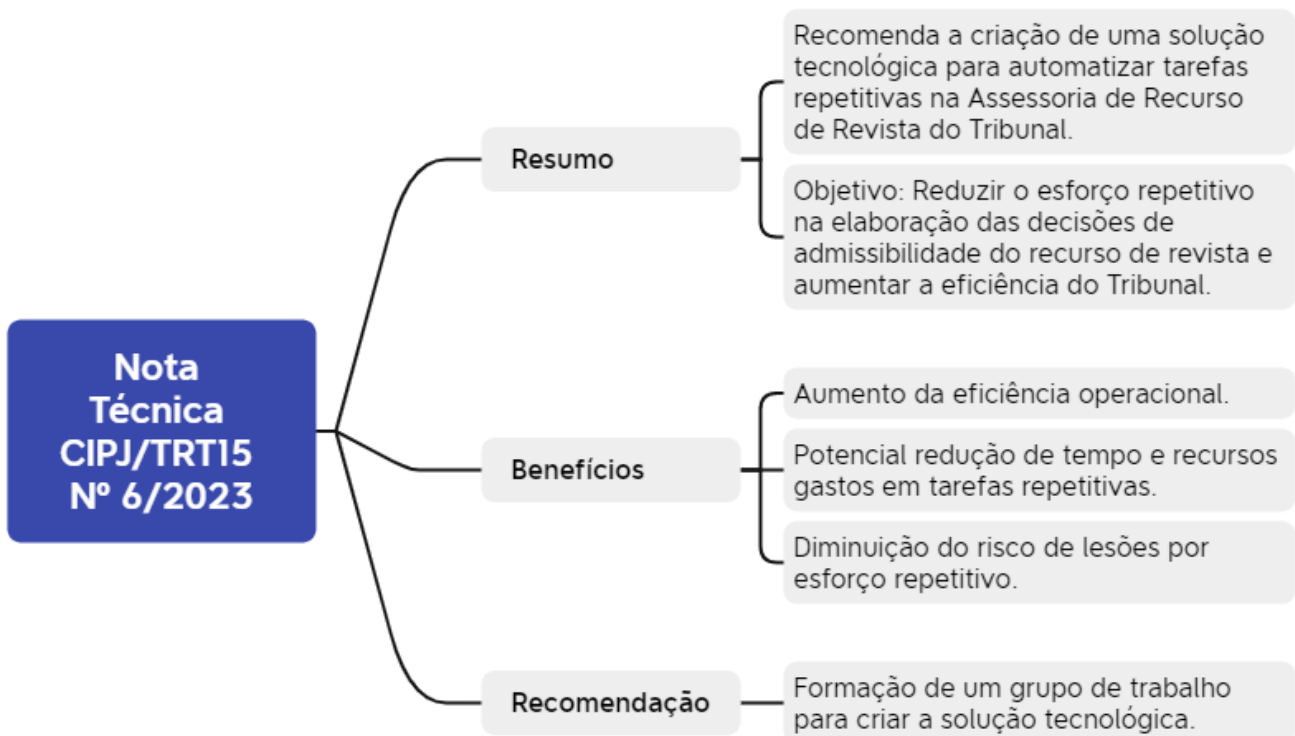 Nota
Técnica
CIPJ/TRT15
Nº 6/2023
Resumo
Recomenda a criação de uma solução
tecnológica para automatizar tarefas
repetitivas na Assessoria de Recurso
de Revista do Tribunal.
Objetivo: Reduzir o esforço repetitivo
na elaboração das decisões de
admissibilidade do recurso de revista e
aumentar a eficiência do Tribunal.
Benefícios
Aumento da eficiência operacional.
Potencial redução de tempo e recursos
gastos em tarefas repetitivas.
Diminuição do risco de lesões por
esforço repetitivo.
Recomendação
Formação de um grupo de trabalho
para criar a solução tecnológica.